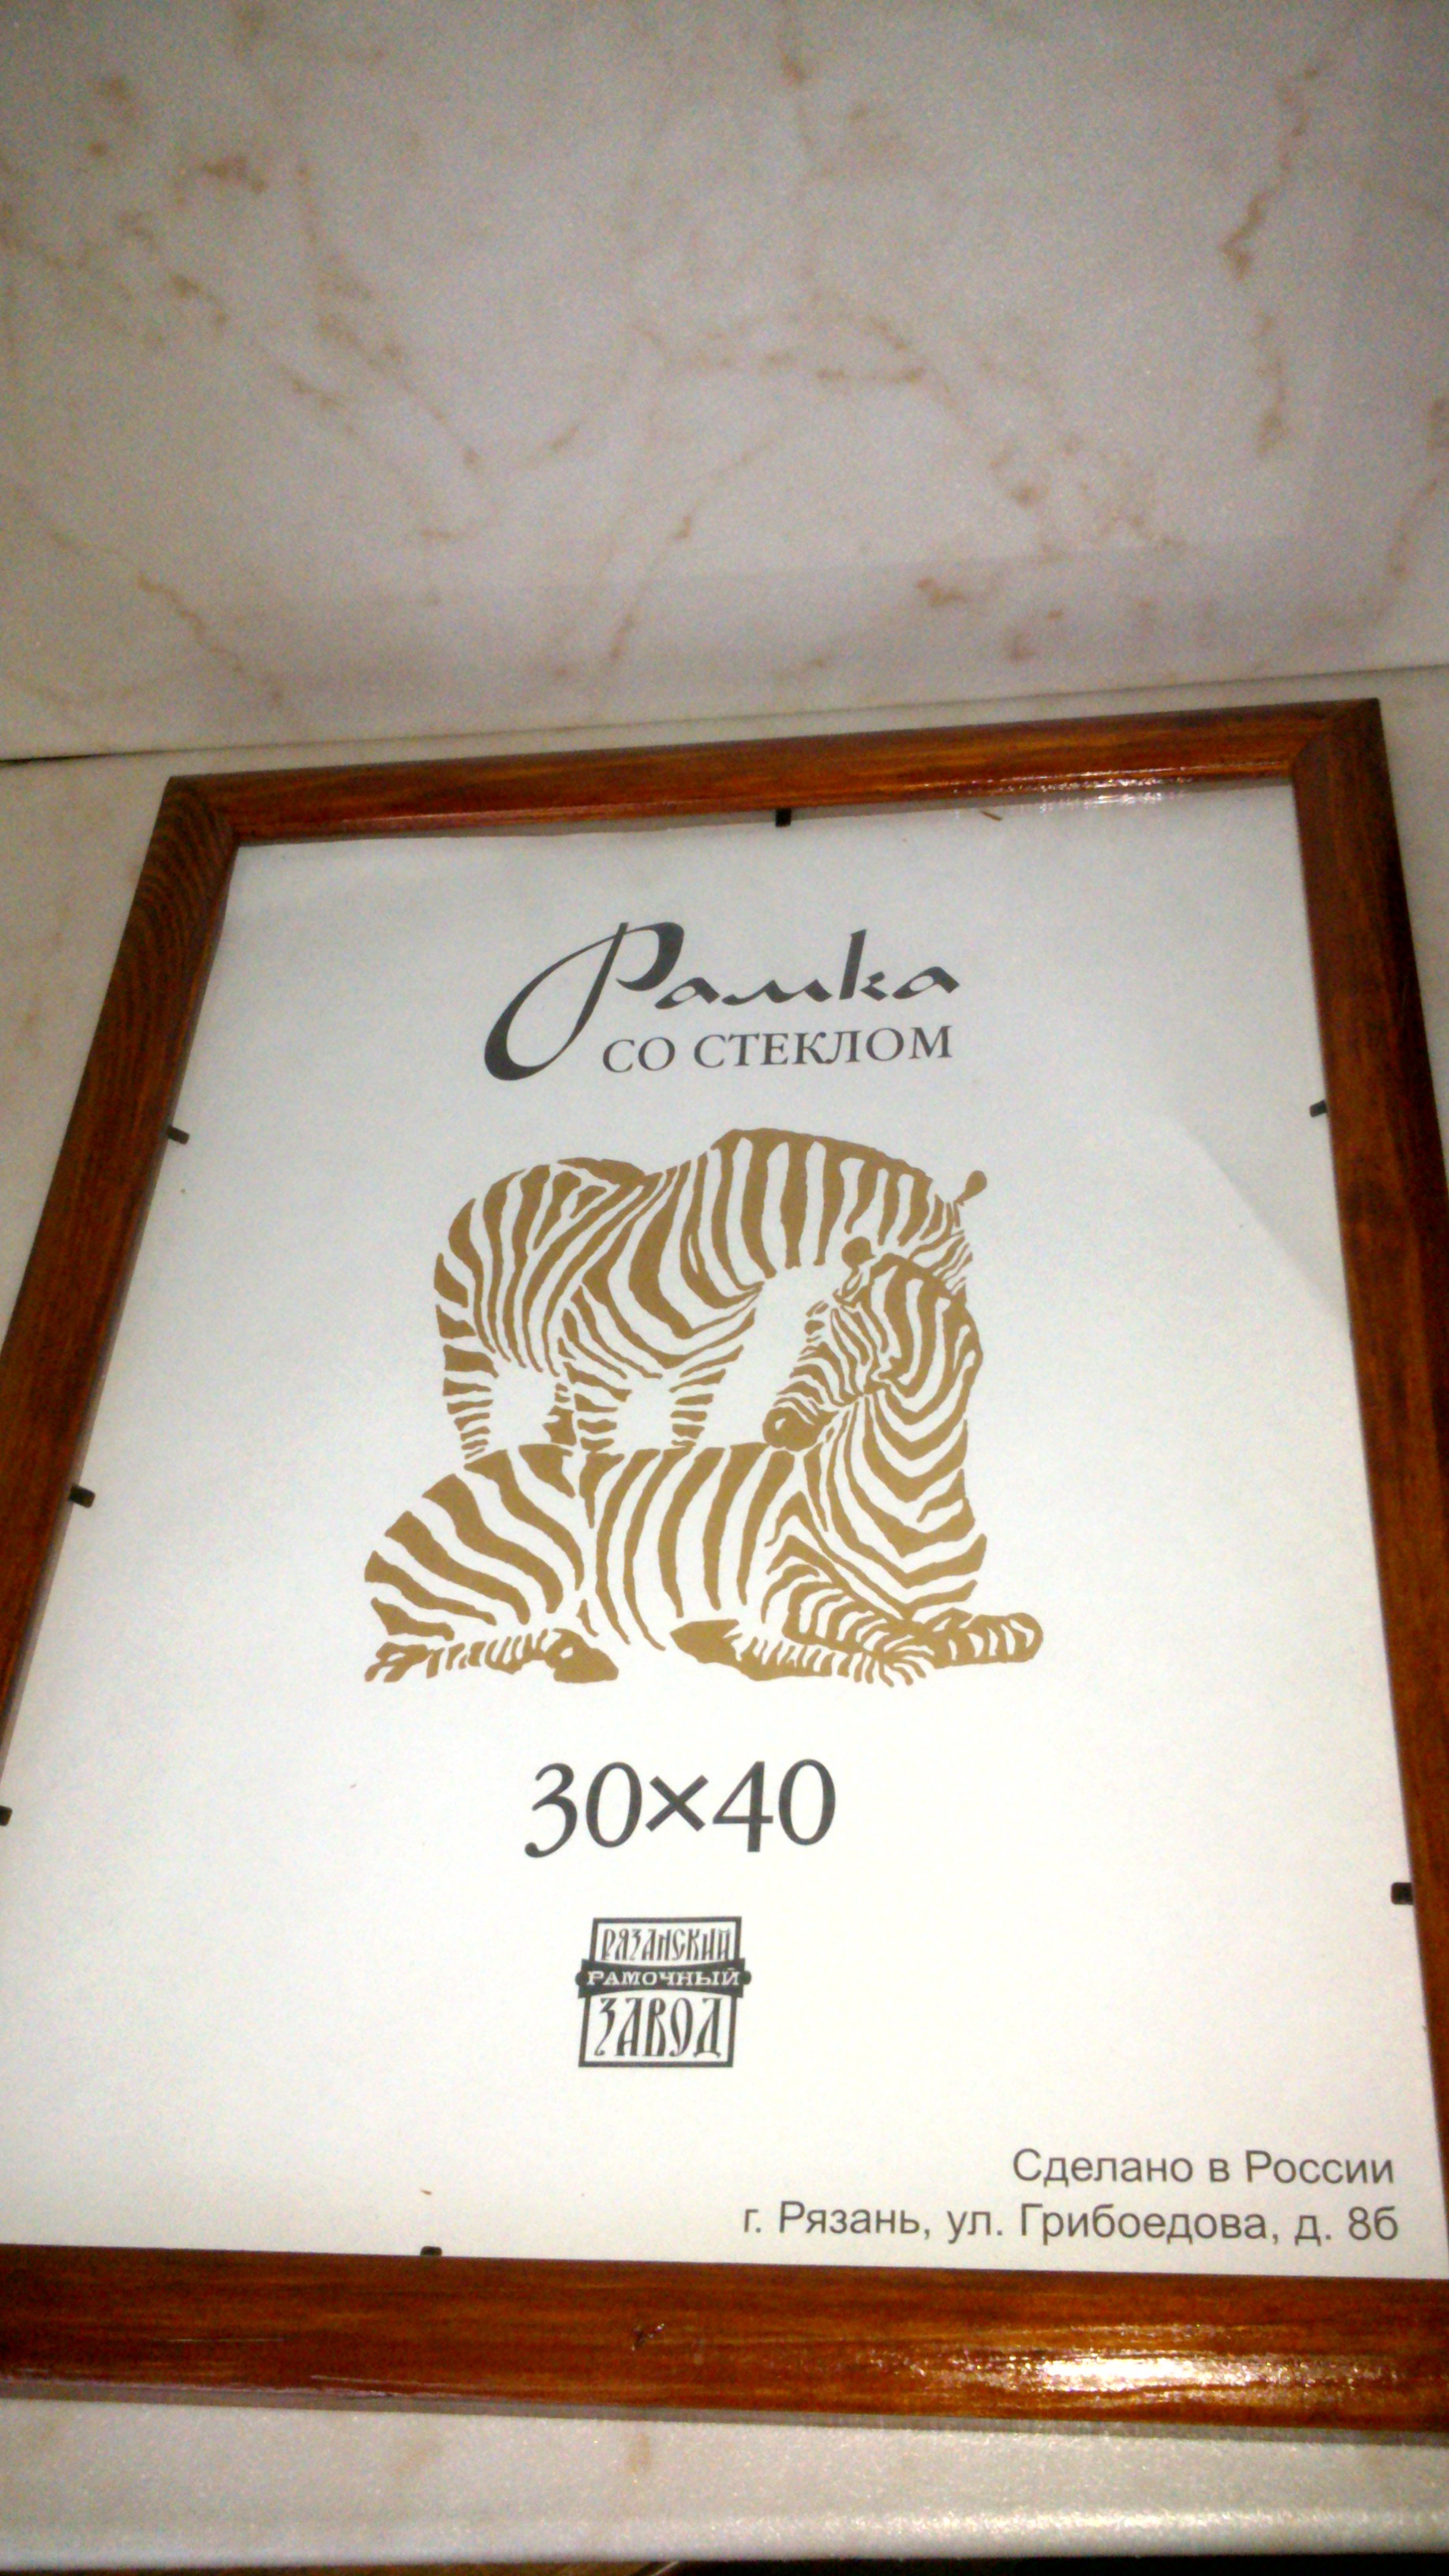 Рамка
СО СТЕКЛОМ
30×40
РЯЗАНСКИЙ
РАМОЧНЫЙ
ЗАВОД
Сделано в России
г. Рязань, ул. Грибоедова, д. 8б